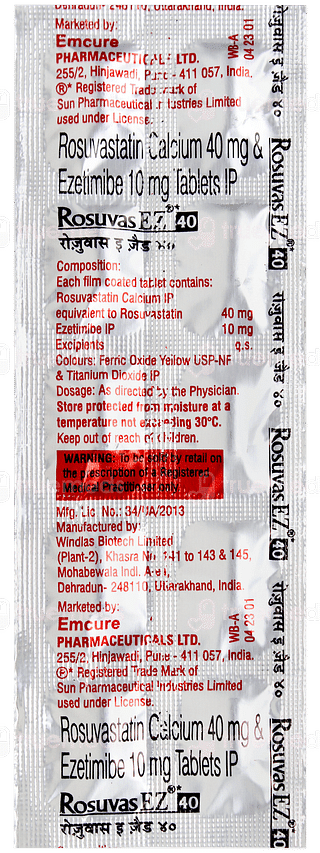 Dehradun- 248110, Uttarakhand, India.
Marketed by:
Emcure
PHARMACEUTICALS LTD.
255/2, Hinjawadi, Pune - 411 057, India.
®* Registered Trade Mark of
Sun Pharmaceutical Industries Limited
used under License.
WB-A
04 23 01
Rosuvastatin Calcium 40 mg &
Ezetimibe 10 mg Tablets IP
Rosuvas EZ®* 40
रोज़ुवास इ ज़ैड ४०
Composition:
Each film coated tablet contains:
Rosuvastatin Calcium IP
equivalent to Rosuvastatin 40 mg
Ezetimibe IP 10 mg
Excipients q.s.
Colours: Ferric Oxide Yellow USP-NF
& Titanium Dioxide IP
Dosage: As directed by the Physician.
Store protected from moisture at a
temperature not exceeding 30°C.
Keep out of reach of children.
WARNING: To be sold by retail on
the prescription of a Registered
Medical Practitioner only.
Mfg. Lic. No.: 34/UA/2013
Manufactured by:
Windlas Biotech Limited
(Plant-2), Khasra No. 141 to 143 & 145,
Mohabewala Indl. Area,
Dehradun- 248110, Uttarakhand, India.
Marketed by:
Emcure
PHARMACEUTICALS LTD.
255/2, Hinjawadi, Pune - 411 057, India.
®* Registered Trade Mark of
Sun Pharmaceutical Industries Limited
used under License.
WB-A
04 23 01
Rosuvastatin Calcium 40 mg &
Ezetimibe 10 mg Tablets IP
Rosuvas EZ®* 40
रोज़ुवास इ ज़ैड ४०
रोज़ुवास इ ज़ैड ४०
Rosuvas EZ®* 40
रोज़ुवास इ ज़ैड ४०
Rosuvas EZ®* 40
रोज़ुवास इ ज़ैड ४०
Rosuvas EZ®* 40